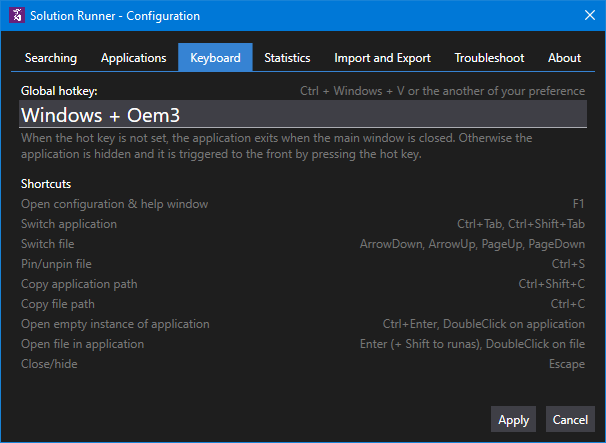 Solution Runner - Configuration
Searching Applications Keyboard Statistics Import and Export Troubleshoot About
Global hotkey: Ctrl + Windows + V or the another of your preference
Windows + Oem3
When the hot key is not set, the application exits when the main window is closed. Otherwise the
application is hidden and it is triggered to the front by pressing the hot key.
Shortcuts
Open configuration & help window F1
Switch application Ctrl+Tab, Ctrl+Shift+Tab
Switch file ArrowDown, ArrowUp, PageUp, PageDown
Pin/unpin file Ctrl+S
Copy application path Ctrl+Shift+C
Copy file path Ctrl+C
Open empty instance of application Ctrl+Enter, DoubleClick on application
Open file in application Enter (+ Shift to runas), DoubleClick on file
Close/hide Escape
Apply Cancel